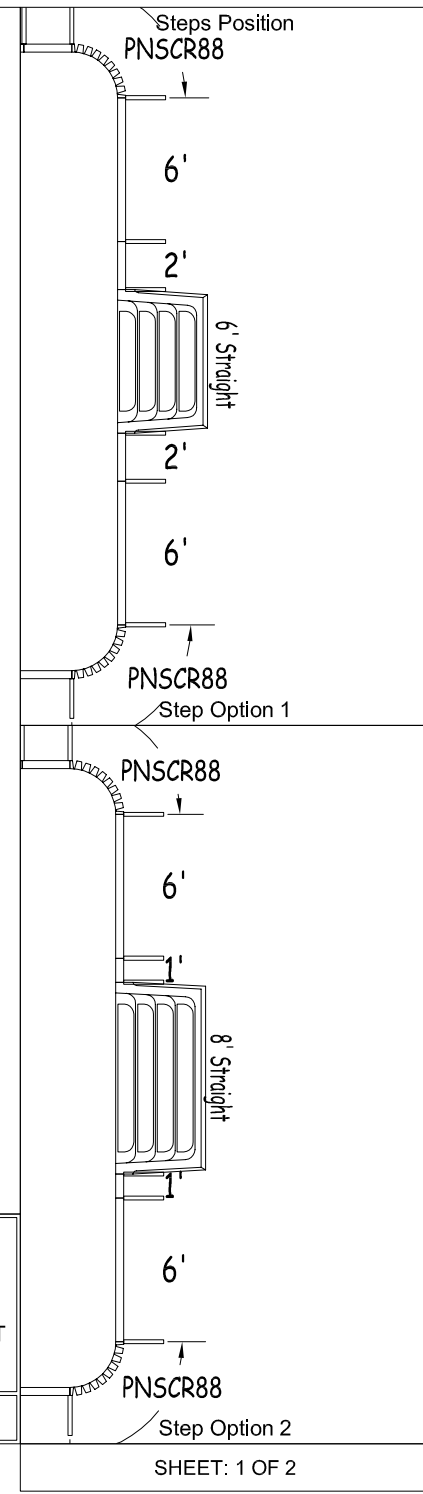 Steps Position
PNSCR88
6'
2'
6' Straight
2'
6'
PNSCR88
Step Option 1
PNSCR88
6'
1'
8' Straight
1'
6'
T
PNSCR88
Step Option 2
SHEET: 1 OF 2